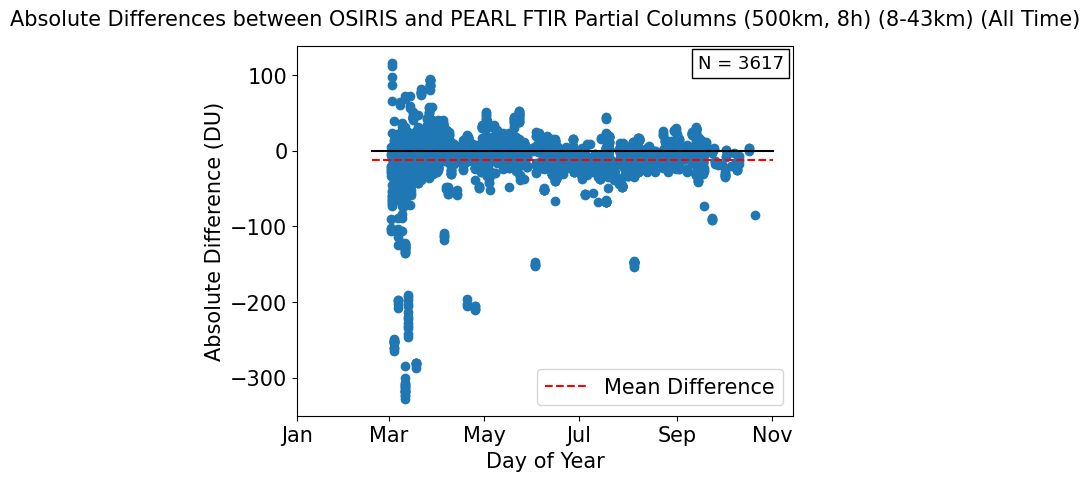 Absolute Differences between OSIRIS and PEARL FTIR Partial Columns (500km, 8h) (8-43km) (All Time)
N = 3617
100
0
−100
−200
−300
Absolute Difference (DU)
Mean Difference
Jan Mar May Jul Sep Nov
Day of Year